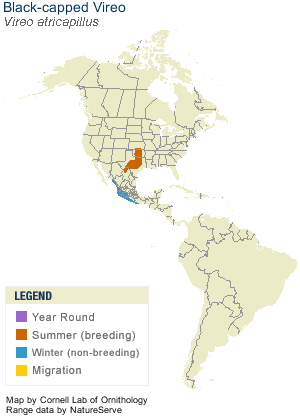 Black-capped Vireo
Vireo atricapillus
LEGEND
Year Round
Summer (breeding)
Winter (non-breeding)
Migration
Map by Cornell Lab of Ornithology
Range data by NatureServe